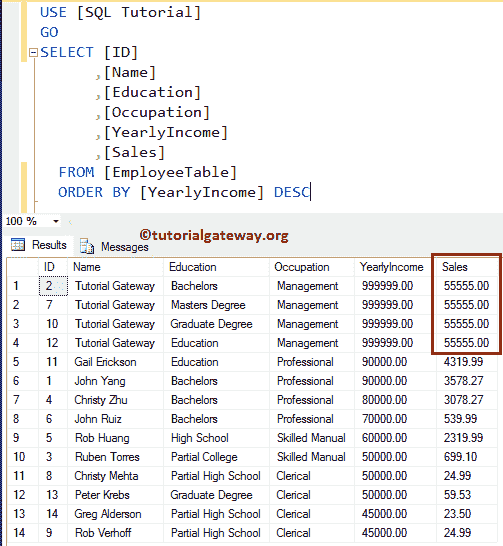 USE [SQL Tutorial]
GO
SELECT [ID]
,[Name]
,[Education]
,[Occupation]
,[YearlyIncome]
,[Sales]
FROM [EmployeeTable]
ORDER BY [YearlyIncome] DESC
100 %
©tutorialgateway.org
Results Messages
ID Name Education Occupation YearlyIncome Sales
1 2 Tutorial Gateway Bachelors Management 999999.00 55555.00
2 7 Tutorial Gateway Masters Degree Management 999999.00 55555.00
3 10 Tutorial Gateway Graduate Degree Management 999999.00 55555.00
4 12 Tutorial Gateway Education Management 999999.00 55555.00
5 11 Gail Erickson Education Professional 90000.00 4319.99
6 1 John Yang Bachelors Professional 90000.00 3578.27
7 4 Christy Zhu Bachelors Professional 80000.00 3078.27
8 6 John Ruiz Bachelors Professional 70000.00 539.99
9 5 Rob Huang High School Skilled Manual 60000.00 2319.99
10 3 Ruben Torres Partial College Skilled Manual 50000.00 699.10
11 8 Christy Mehta Partial High School Clerical 50000.00 24.99
12 13 Peter Krebs Graduate Degree Clerical 50000.00 59.53
13 14 Greg Alderson Partial High School Clerical 45000.00 23.50
14 9 Rob Verhoff Partial High School Clerical 45000.00 24.99